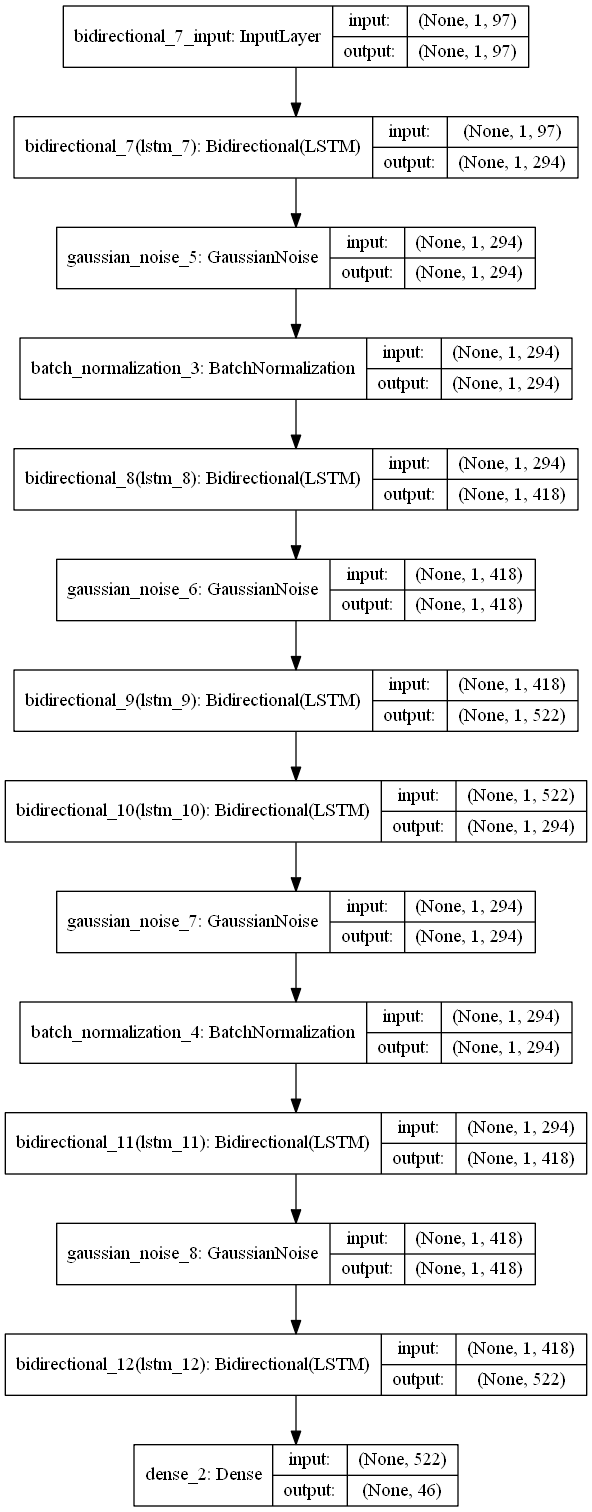 bidirectional_7_input: InputLayer input: (None, 1, 97)
output: (None, 1, 97)
bidirectional_7(lstm_7): Bidirectional(LSTM) input: (None, 1, 97)
output: (None, 1, 294)
gaussian_noise_5: GaussianNoise input: (None, 1, 294)
output: (None, 1, 294)
batch_normalization_3: BatchNormalization input: (None, 1, 294)
output: (None, 1, 294)
bidirectional_8(lstm_8): Bidirectional(LSTM) input: (None, 1, 294)
output: (None, 1, 418)
gaussian_noise_6: GaussianNoise input: (None, 1, 418)
output: (None, 1, 418)
bidirectional_9(lstm_9): Bidirectional(LSTM) input: (None, 1, 418)
output: (None, 1, 522)
bidirectional_10(lstm_10): Bidirectional(LSTM) input: (None, 1, 522)
output: (None, 1, 294)
gaussian_noise_7: GaussianNoise input: (None, 1, 294)
output: (None, 1, 294)
batch_normalization_4: BatchNormalization input: (None, 1, 294)
output: (None, 1, 294)
bidirectional_11(lstm_11): Bidirectional(LSTM) input: (None, 1, 294)
output: (None, 1, 418)
gaussian_noise_8: GaussianNoise input: (None, 1, 418)
output: (None, 1, 418)
bidirectional_12(lstm_12): Bidirectional(LSTM) input: (None, 1, 418)
output: (None, 522)
dense_2: Dense input: (None, 522)
output: (None, 46)